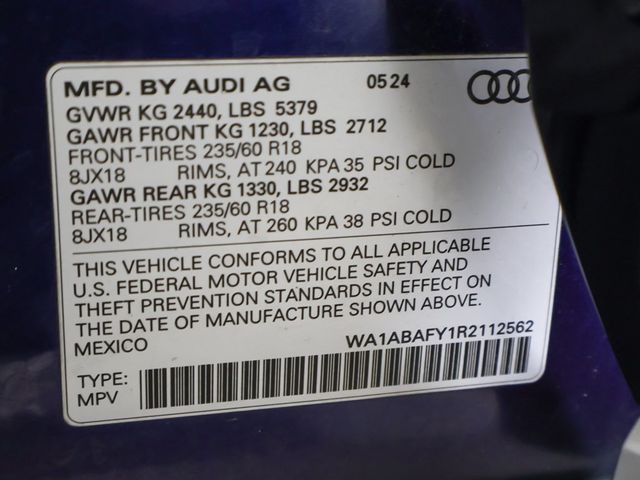 MFD. BY AUDI AG 05 24
GVWR KG 2440, LBS 5379
GAWR FRONT KG 1230, LBS 2712
FRONT-TIRES 235/60 R18
8JX18 RIMS, AT 240 KPA 35 PSI COLD
GAWR REAR KG 1330, LBS 2932
REAR-TIRES 235/60 R18
8JX18 RIMS, AT 260 KPA 38 PSI COLD
THIS VEHICLE CONFORMS TO ALL APPLICABLE
U.S. FEDERAL MOTOR VEHICLE SAFETY AND
THEFT PREVENTION STANDARDS IN EFFECT ON
THE DATE OF MANUFACTURE SHOWN ABOVE.
MEXICO WA1ABAFY1R2112562
TYPE:
MPV